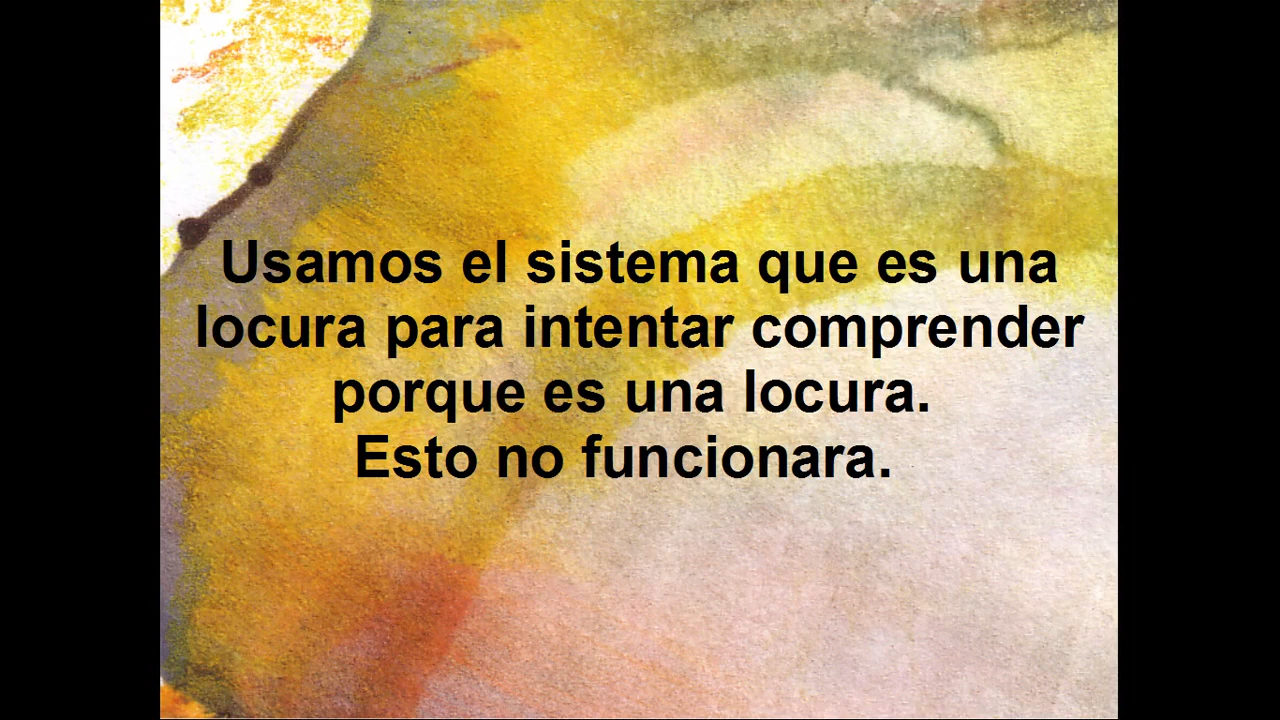 Usamos el sistema que es una
locura para intentar comprender
porque es una locura.
Esto no funcionara.